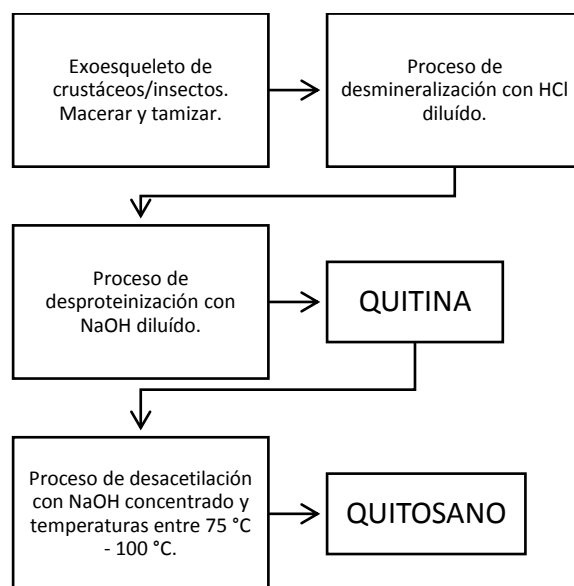 Exoesqueleto de
crustáceos/insectos.
Macerar y tamizar.
Proceso de
desmineralización con HCl
diluído.
Proceso de
desproteinización con
NaOH diluído.
QUITINA
Proceso de desacetilación
con NaOH concentrado y
temperaturas entre 75 °C
- 100 °C.
QUITOSANO